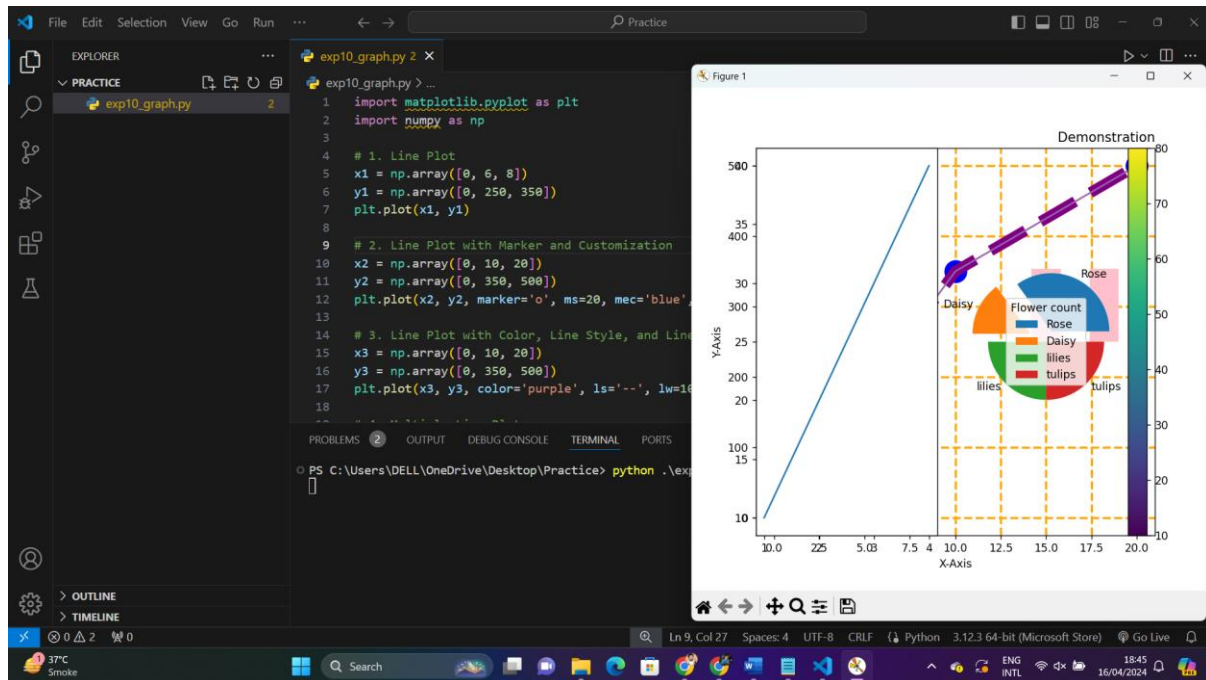 File Edit Selection View Go Run ···
Practice
EXPLORER ···
PRACTICE
exp10_graph.py 2
exp10_graph.py 2
exp10_graph.py > ...
1 import matplotlib.pyplot as plt
2 import numpy as np
3
4 # 1. Line Plot
5 x1 = np.array([0, 6, 8])
6 y1 = np.array([0, 250, 350])
7 plt.plot(x1, y1)
8
9 # 2. Line Plot with Marker and Customization
10 x2 = np.array([0, 10, 20])
11 y2 = np.array([0, 350, 500])
12 plt.plot(x2, y2, marker='o', ms=20, mec='blue',
13
14 # 3. Line Plot with Color, Line Style, and Line
15 x3 = np.array([0, 10, 20])
16 y3 = np.array([0, 350, 500])
17 plt.plot(x3, y3, color='purple', ls='--', lw=10
18
PROBLEMS 2 OUTPUT DEBUG CONSOLE TERMINAL PORTS
PS C:\Users\DELL\OneDrive\Desktop\Practice> python .\exp
Figure 1
Demonstration
Y-Axis
35
400
30
300
25
200
20
100
15
5.0
7.5 4 10.0 12.5 15.0 17.5 20.0
X-Axis
Rose
Daisy
lilies
tulips
Flower count
Rose
Daisy
lilies
tulips
80
70
60
50
40
30
20
10
OUTLINE
TIMELINE
0 2 0
Ln 9, Col 27 Spaces: 4 UTF-8 CRLF Python 3.12.3 64-bit (Microsoft Store) Go Live
37°C
Smoke
Search
ENG
INTL
18:45
16/04/2024